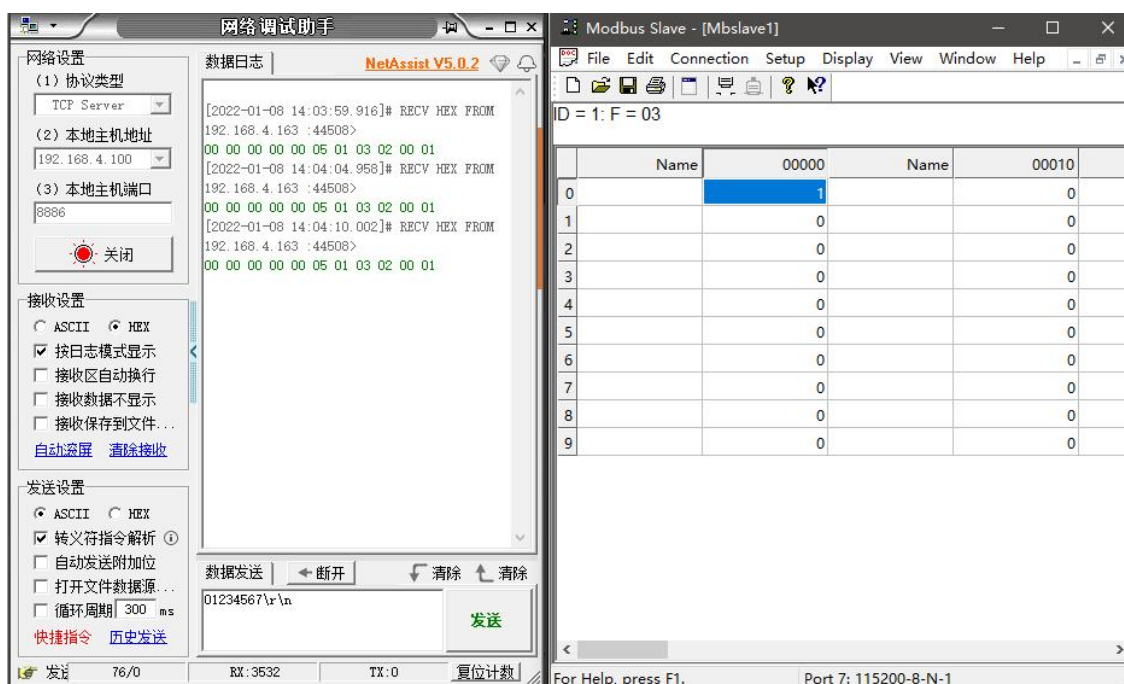 网络调试助手
网络设置
(1) 协议类型
TCP Server
(2) 本地主机地址
192.168.4.100
(3) 本地主机端口
8886
关闭
接收设置
ASCII HEX
按日志模式显示
接收区自动换行
接收数据不显示
接收保存到文件...
自动滚屏 清除接收
发送设置
ASCII HEX
转义符指令解析
自动发送附加位
打开文件数据源...
循环周期 300 ms
快捷指令 历史发送
数据日志
NetAssist V5.0.2
[2022-01-08 14:03:59.916]# RECV HEX FROM
192.168.4.163 :44508>
00 00 00 00 00 05 01 03 02 00 01
[2022-01-08 14:04:04.958]# RECV HEX FROM
192.168.4.163 :44508>
00 00 00 00 00 05 01 03 02 00 01
[2022-01-08 14:04:10.002]# RECV HEX FROM
192.168.4.163 :44508>
00 00 00 00 00 05 01 03 02 00 01
数据发送 断开 清除 清除
01234567\r\n
发送
76/0 RX:3532 TX:0 复位计数
Modbus Slave - [Mbslave1]
File Edit Connection Setup Display View Window Help
ID = 1: F = 03
Name 00000 Name 00010
0 1 0
1 0 0
2 0 0
3 0 0
4 0 0
5 0 0
6 0 0
7 0 0
8 0 0
9 0 0
For Help, press F1. Port 7: 115200-8-N-1